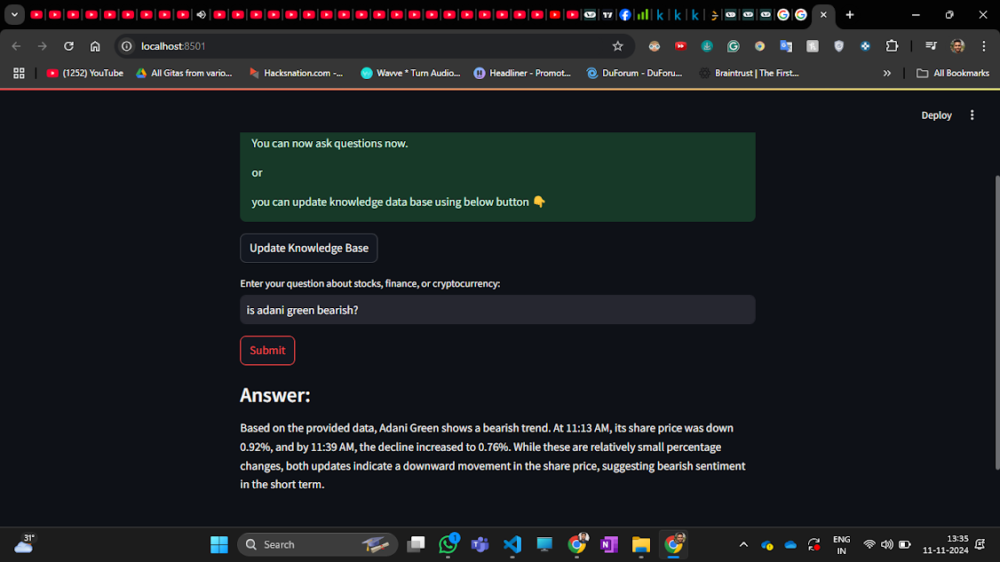 localhost:8501
(1252) YouTube
All Gitas from vario...
Hacksnation.com -...
Wavve * Turn Audio...
Headliner - Promot...
DuForum - DuForu...
Braintrust | The First...
»
All Bookmarks
Deploy
You can now ask questions now.
or
you can update knowledge data base using below button 👇
Update Knowledge Base
Enter your question about stocks, finance, or cryptocurrency:
is adani green bearish?
Submit
Answer:
Based on the provided data, Adani Green shows a bearish trend. At 11:13 AM, its share price was down
0.92%, and by 11:39 AM, the decline increased to 0.76%. While these are relatively small percentage
changes, both updates indicate a downward movement in the share price, suggesting bearish sentiment
in the short term.
31°
Search
1
ENG
IN
13:35
11-11-2024